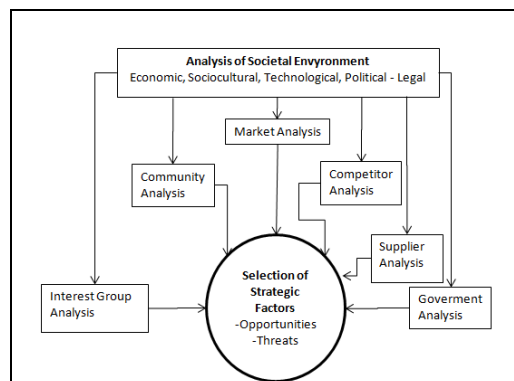 Analysis of Societal Envyronment
Economic, Sociocultural, Technological, Political - Legal
Market Analysis
Community
Analysis
Competitor
Analysis
Supplier
Analysis
Selection of
Strategic
Factors
-Opportunities
-Threats
Interest Group
Analysis
Goverment
Analysis